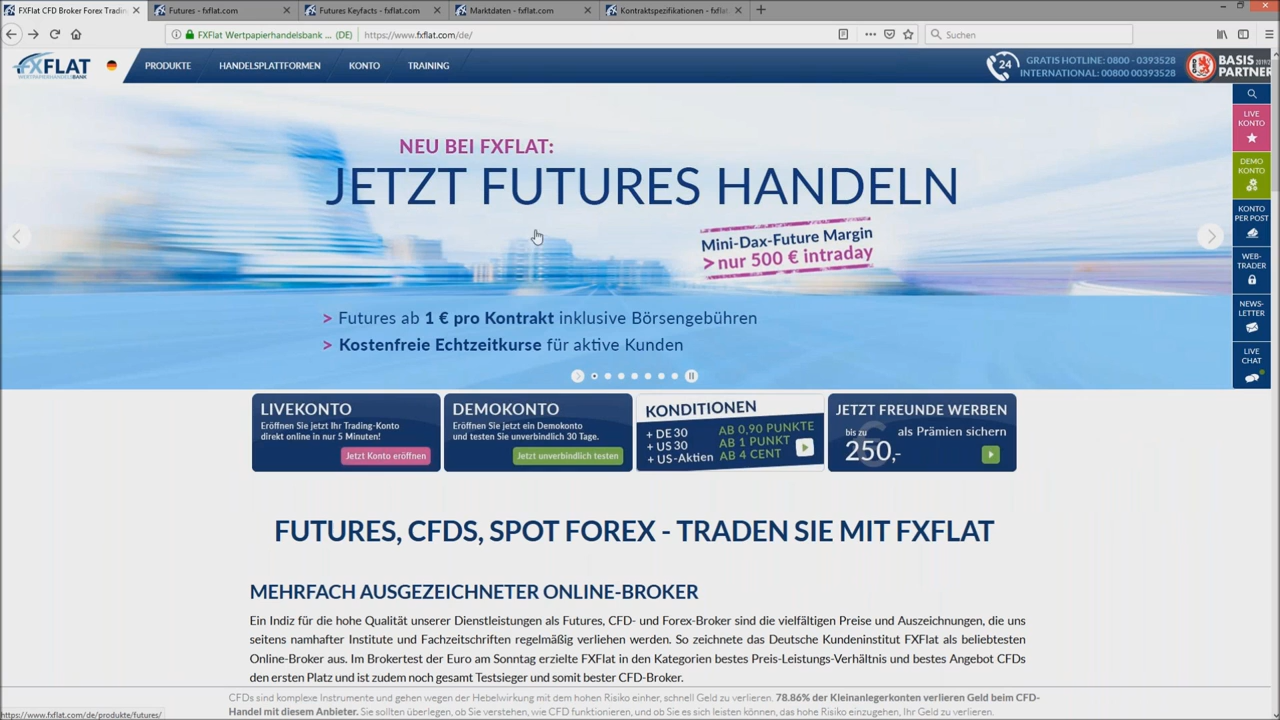 FXFlat CFD Broker Forex Tradin
Futures - fxflat.com
Futures Keyfacts - fxflat.com
Marktdaten - fxflat.com
Kontraktspezifikationen - fxflat
FXFlat Wertpapierhandelsbank ... (DE)
https://www.fxflat.com/de/
Suchen
FXFLAT
WERTPAPIERHANDELSBANK
PRODUKTE
HANDELSPLATTFORMEN
KONTO
TRAINING
24
GRATIS HOTLINE: 0800 - 0393528
INTERNATIONAL: 00800 00393528
BASIS
PARTNER
NEU BEI FXFLAT:
JETZT FUTURES HANDELN
Mini-Dax-Future Margin
> nur 500 € intraday
> Futures ab 1 € pro Kontrakt inklusive Börsengebühren
> Kostenfreie Echtzeitkurse für aktive Kunden
LIVE
KONTO
DEMO
KONTO
KONTO
PER POST
WEB-
TRADER
NEWS-
LETTER
LIVE
CHAT
LIVEKONTO
Eröffnen Sie jetzt Ihr Trading-Konto
direkt online in nur 5 Minuten!
Jetzt Konto eröffnen
DEMOKONTO
Eröffnen Sie jetzt ein Demokonto
und testen Sie unverbindlich 30 Tage.
Jetzt unverbindlich testen
KONDITIONEN
+ DE30 AB 0,90 PUNKTE
+ US30 AB 1 PUNKT
+ US-Aktien AB 4 CENT
JETZT FREUNDE WERBEN
bis zu als Prämien sichern
250,-
FUTURES, CFDS, SPOT FOREX - TRADEN SIE MIT FXFLAT
MEHRFACH AUSGEZEICHNETER ONLINE-BROKER
Ein Indiz für die hohe Qualität unserer Dienstleistungen als Futures, CFD- und Forex-Broker sind die vielfältigen Preise und Auszeichnungen, die uns
seitens namhafter Institute und Fachzeitschriften regelmäßig verliehen werden. So zeichnete das Deutsche Kundeninstitut FXFlat als beliebtesten
Online-Broker aus. Im Brokertest der Euro am Sonntag erzielte FXFlat in den Kategorien bestes Preis-Leistungs-Verhältnis und bestes Angebot CFDs
den ersten Platz und ist zudem noch gesamt Testsieger und somit bester CFD-Broker.
CFDs sind komplexe Instrumente und gehen wegen der Hebelwirkung mit dem hohen Risiko einher, schnell Geld zu verlieren. 78.86% der Kleinanlegerkonten verlieren Geld beim CFD-
Handel mit diesem Anbieter. Sie sollten überlegen, ob Sie verstehen, wie CFD funktionieren, und ob Sie es sich leisten können, das hohe Risiko einzugehen, Ihr Geld zu verlieren.
https://www.fxflat.com/de/produkte/futures/